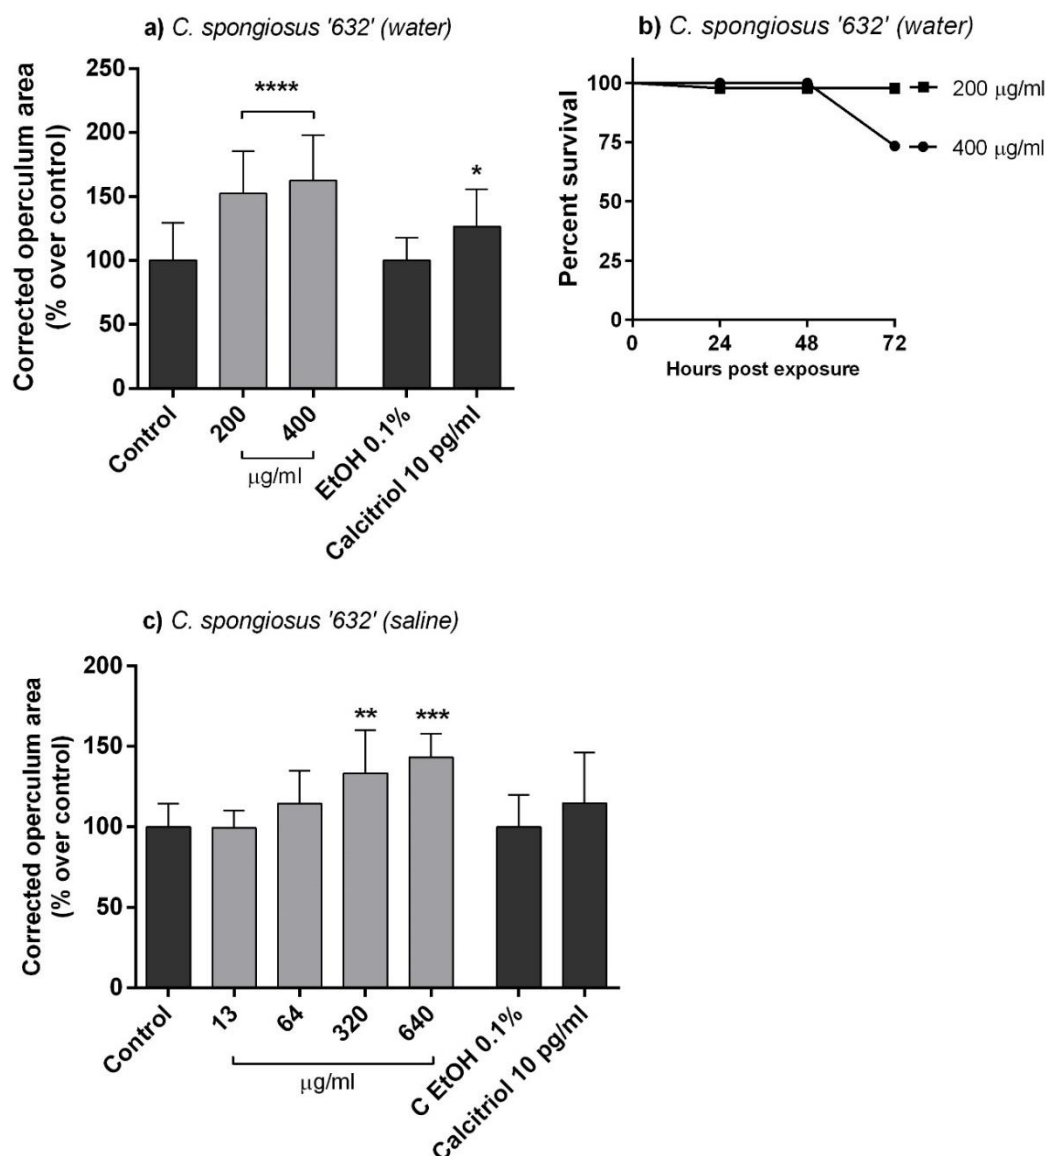 a) C. spongiosus '632' (water)
Corrected operculum area
(% over control)
250
200
150
100
50
0
****
*
Control
200
400
μg/ml
EtOH 0.1%
Calcitriol 10 pg/ml
b) C. spongiosus '632' (water)
Percent survival
100
75
50
25
0
0
24
48
72
Hours post exposure
200 μg/ml
400 μg/ml
c) C. spongiosus '632' (saline)
Corrected operculum area
(% over control)
200
150
100
50
0
**
***
Control
13
64
320
640
μg/ml
C EtOH 0.1%
Calcitriol 10 pg/ml